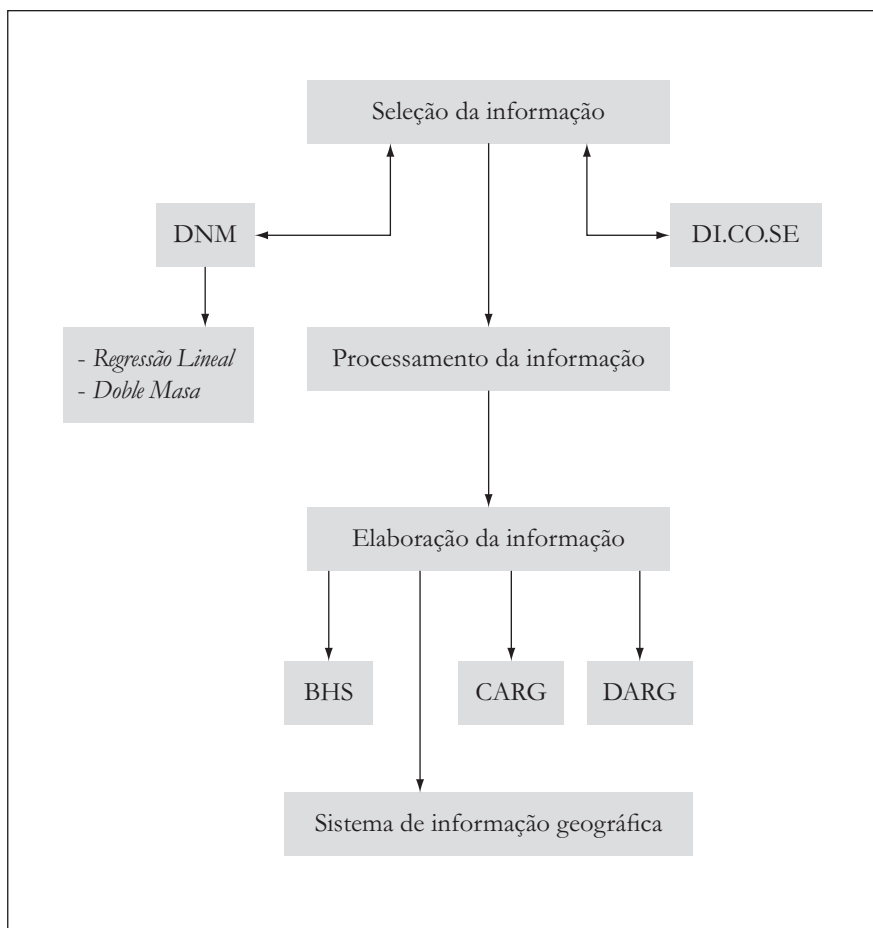 Seleção da informação
DNM
DI.CO.SE
- Regressão Lineal
- Doble Masa
Processamento da informação
Elaboração da informação
BHS
CARG
DARG
Sistema de informação geográfica